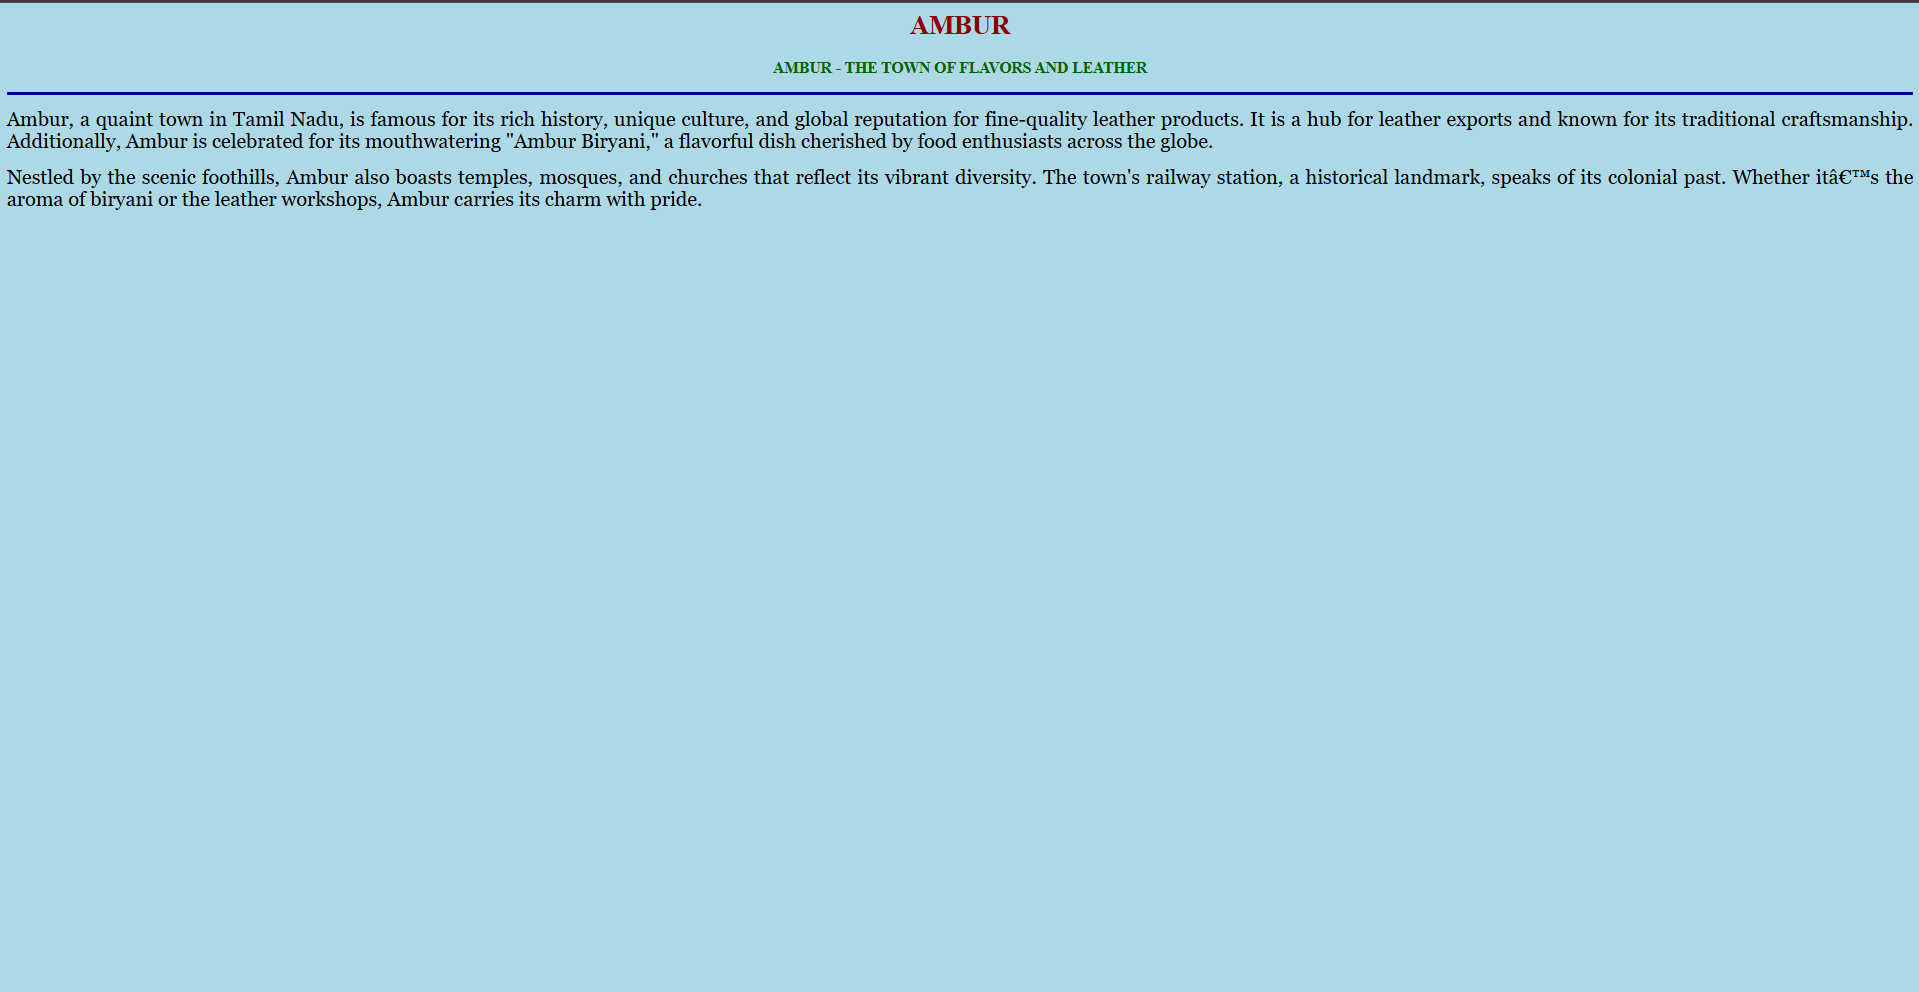 AMBUR
AMBUR - THE TOWN OF FLAVORS AND LEATHER
Ambur, a quaint town in Tamil Nadu, is famous for its rich history, unique culture, and global reputation for fine-quality leather products. It is a hub for leather exports and known for its traditional craftsmanship.
Additionally, Ambur is celebrated for its mouthwatering "Ambur Biryani," a flavorful dish cherished by food enthusiasts across the globe.
Nestled by the scenic foothills, Ambur also boasts temples, mosques, and churches that reflect its vibrant diversity. The town's railway station, a historical landmark, speaks of its colonial past. Whether itâ€™s the
aroma of biryani or the leather workshops, Ambur carries its charm with pride.